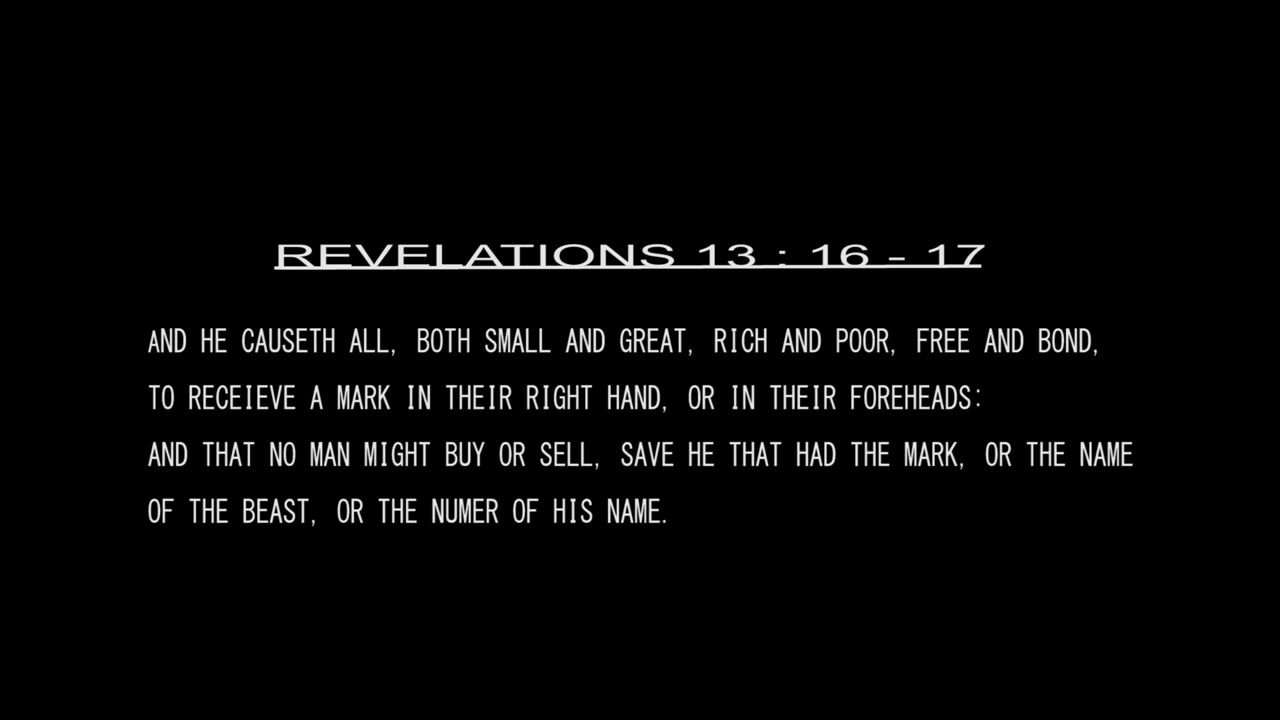 REVELATIONS 13 : 16 - 17
AND HE CAUSETH ALL, BOTH SMALL AND GREAT, RICH AND POOR, FREE AND BOND,
TO RECEIEVE A MARK IN THEIR RIGHT HAND, OR IN THEIR FOREHEADS:
AND THAT NO MAN MIGHT BUY OR SELL, SAVE HE THAT HAD THE MARK, OR THE NAME
OF THE BEAST, OR THE NUMER OF HIS NAME.